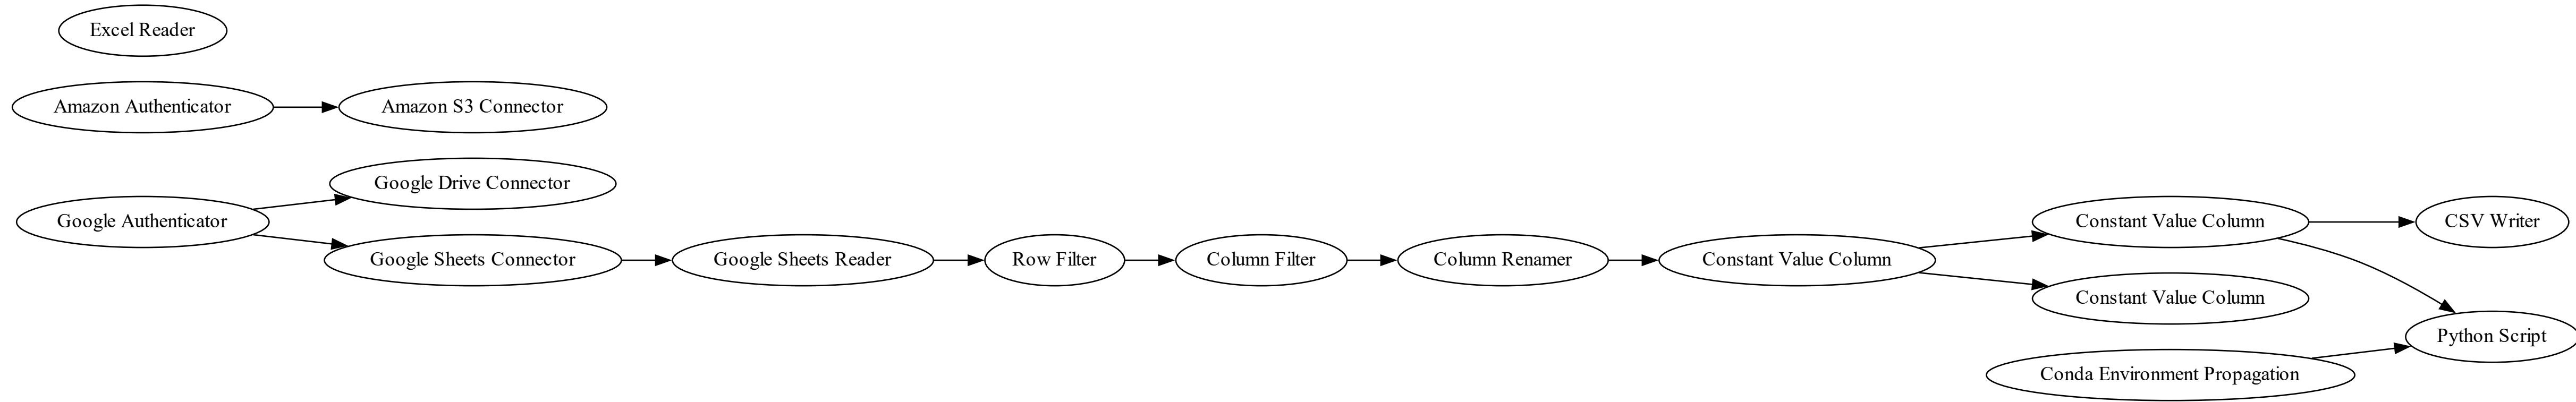 Excel Reader
Amazon Authenticator
Amazon S3 Connector
Google Drive Connector
Google Authenticator
Google Sheets Connector
Google Sheets Reader
Row Filter
Column Filter
Column Renamer
Constant Value Column
Constant Value Column
CSV Writer
Constant Value Column
Python Script
Conda Environment Propagation